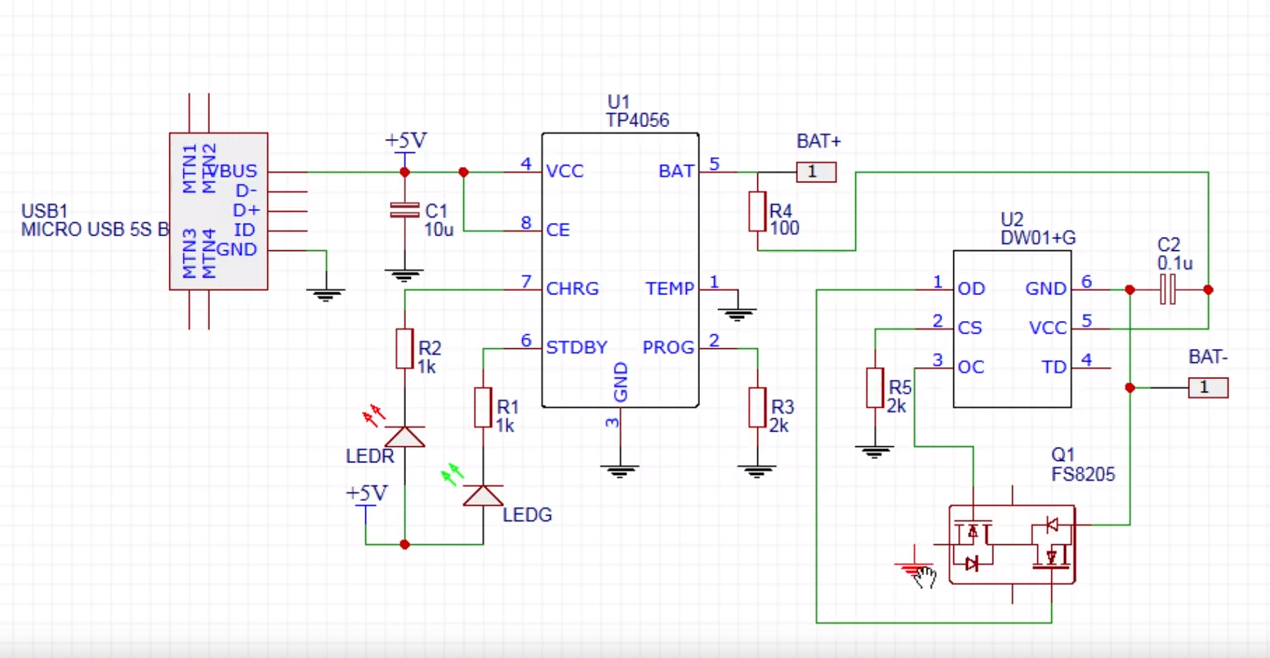 USB1
MICRO USB 5S B
MTN1
MTN2
MTN3
MTN4
VBUS
D-
D+
ID
GND
+5V
C1
10u
U1
TP4056
4 VCC
8 CE
7 CHRG
6 STDBY
BAT 5
TEMP 1
PROG 2
GND
3
BAT+
1
R4
100
R2
1k
R1
1k
R3
2k
LEDR
+5V
LEDG
U2
DW01+G
1 OD
2 CS
3 OC
GND 6
VCC 5
TD 4
C2
0.1u
BAT-
1
R5
2k
Q1
FS8205